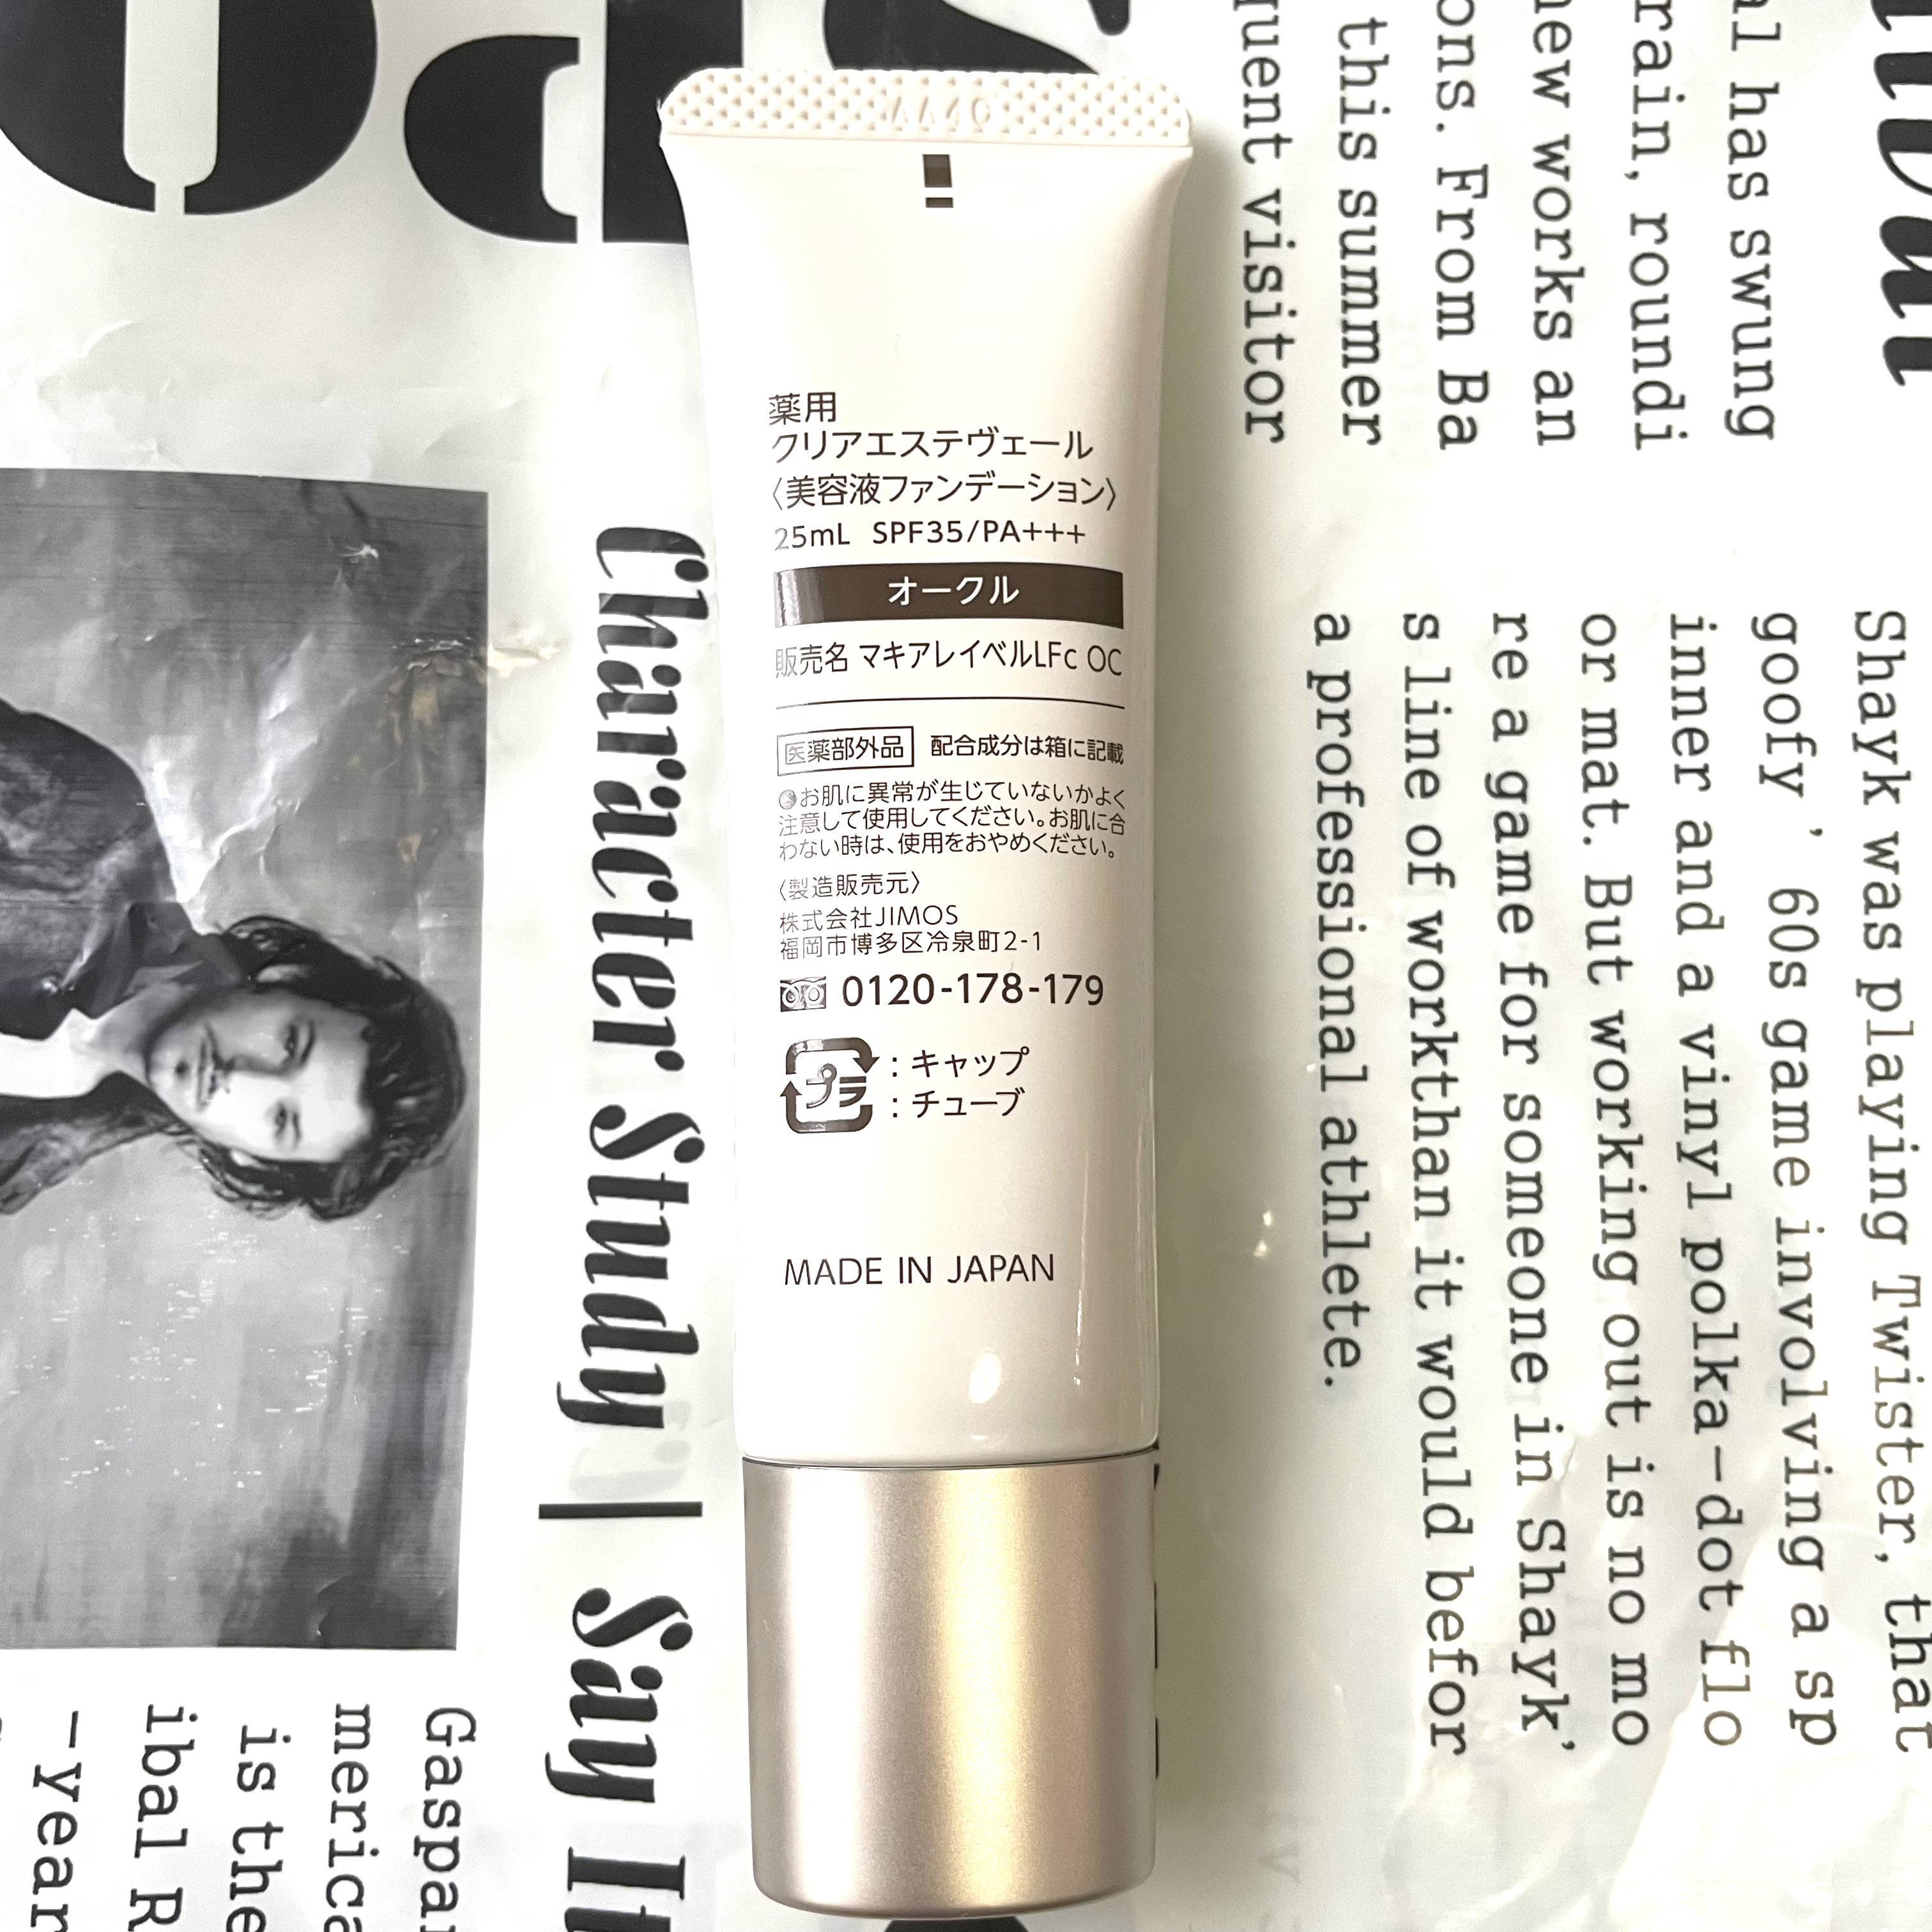 薬用
クリアエステヴェール
〈美容液ファンデーション〉
25mL SPF35/PA+++
オークル
販売名 マキアレイベルLFc OC
医薬部外品 配合成分は箱に記載
●お肌に異常が生じていないかよく
注意して使用してください。お肌に合
わない時は、使用をおやめください。
〈製造販売元〉
株式会社JIMOS
福岡市博多区冷泉町2-1
0120-178-179
プラ
: キャップ
: チューブ
MADE IN JAPAN
al has swung
rain, roundi
new works an
ons. From Ba
this summer
quent visitor
Shayk was playing Twister, that
goofy, 60s game involving a sp
inner and a vinyl polka-dot flo
or mat. But working out is no mo
re a game for someone in Shayk'
s line of workthan it would befor
a professional athlete.
Character Study | Say It
Gaspar
merica
is the
ibal R
-year